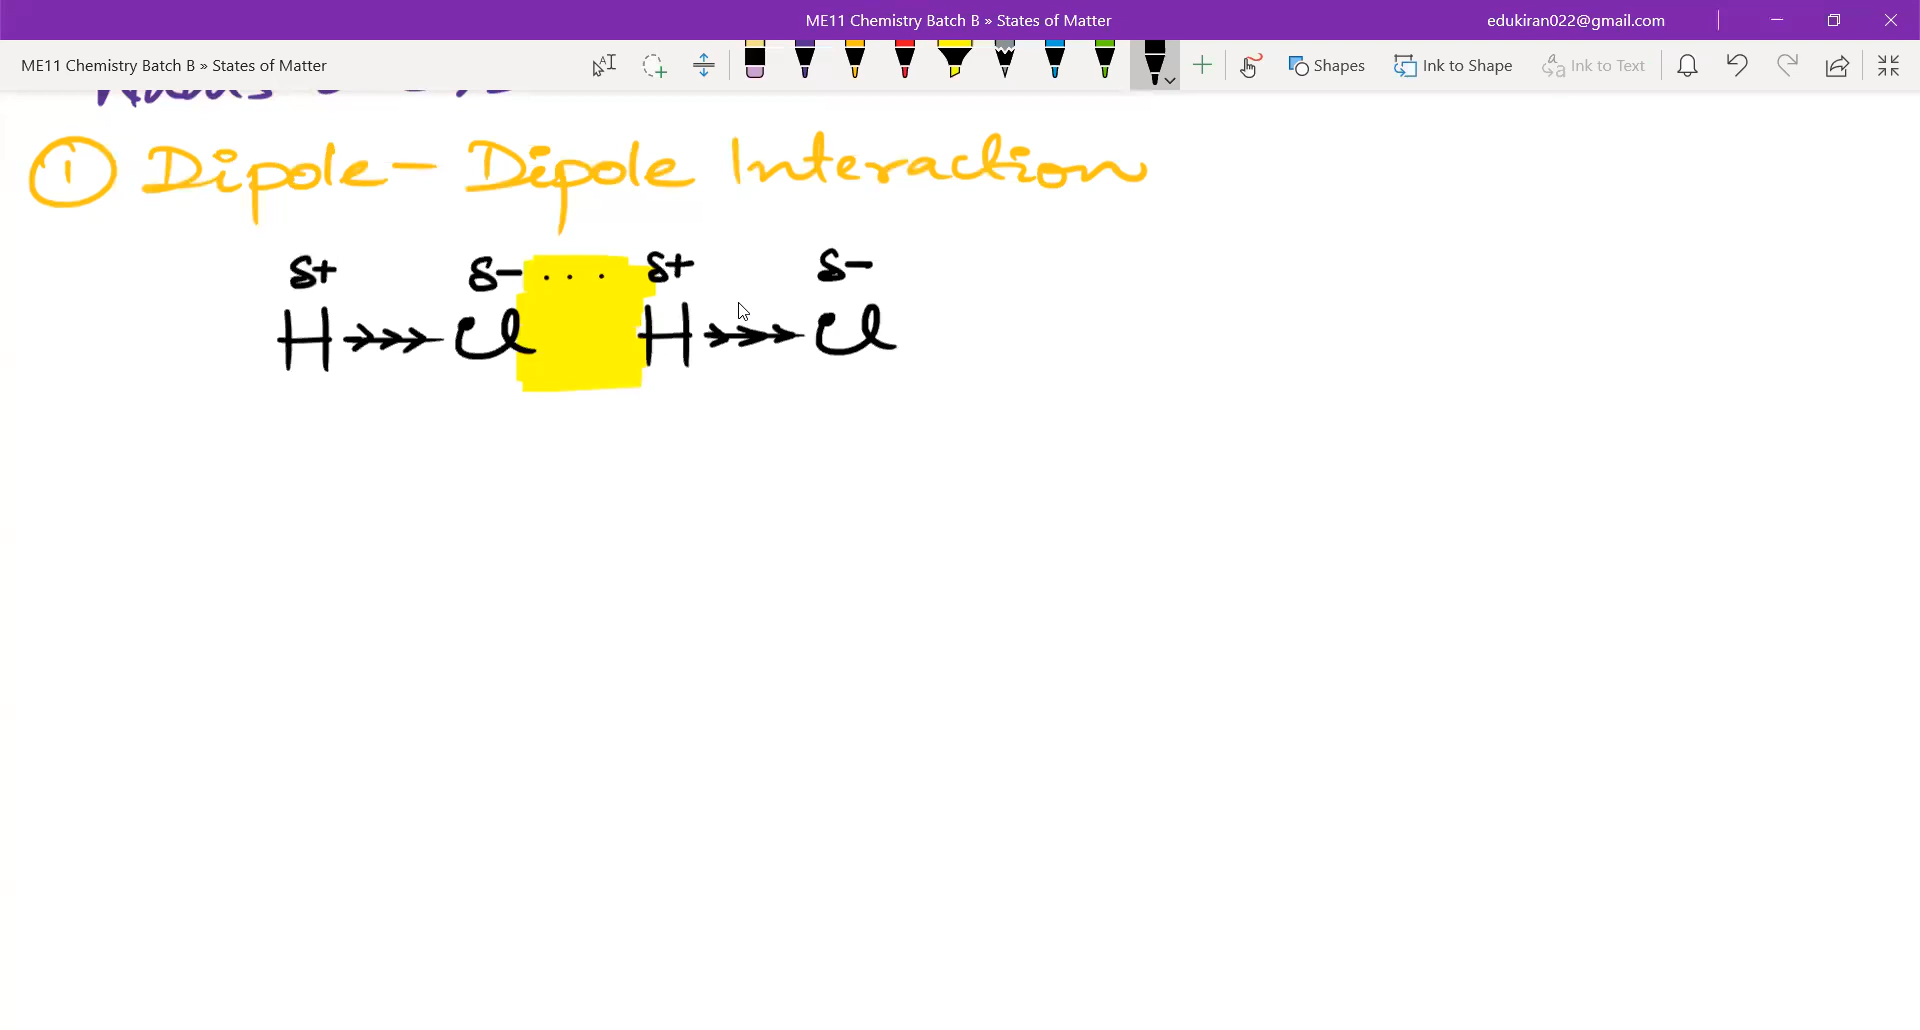 ME11 Chemistry Batch B » States of Matter
edukiran022@gmail.com
ME11 Chemistry Batch B » States of Matter
Shapes
Ink to Shape
Ink to Text
① Dipole - Dipole Interaction
δ+ δ- ... δ+ δ-
H Cl H Cl